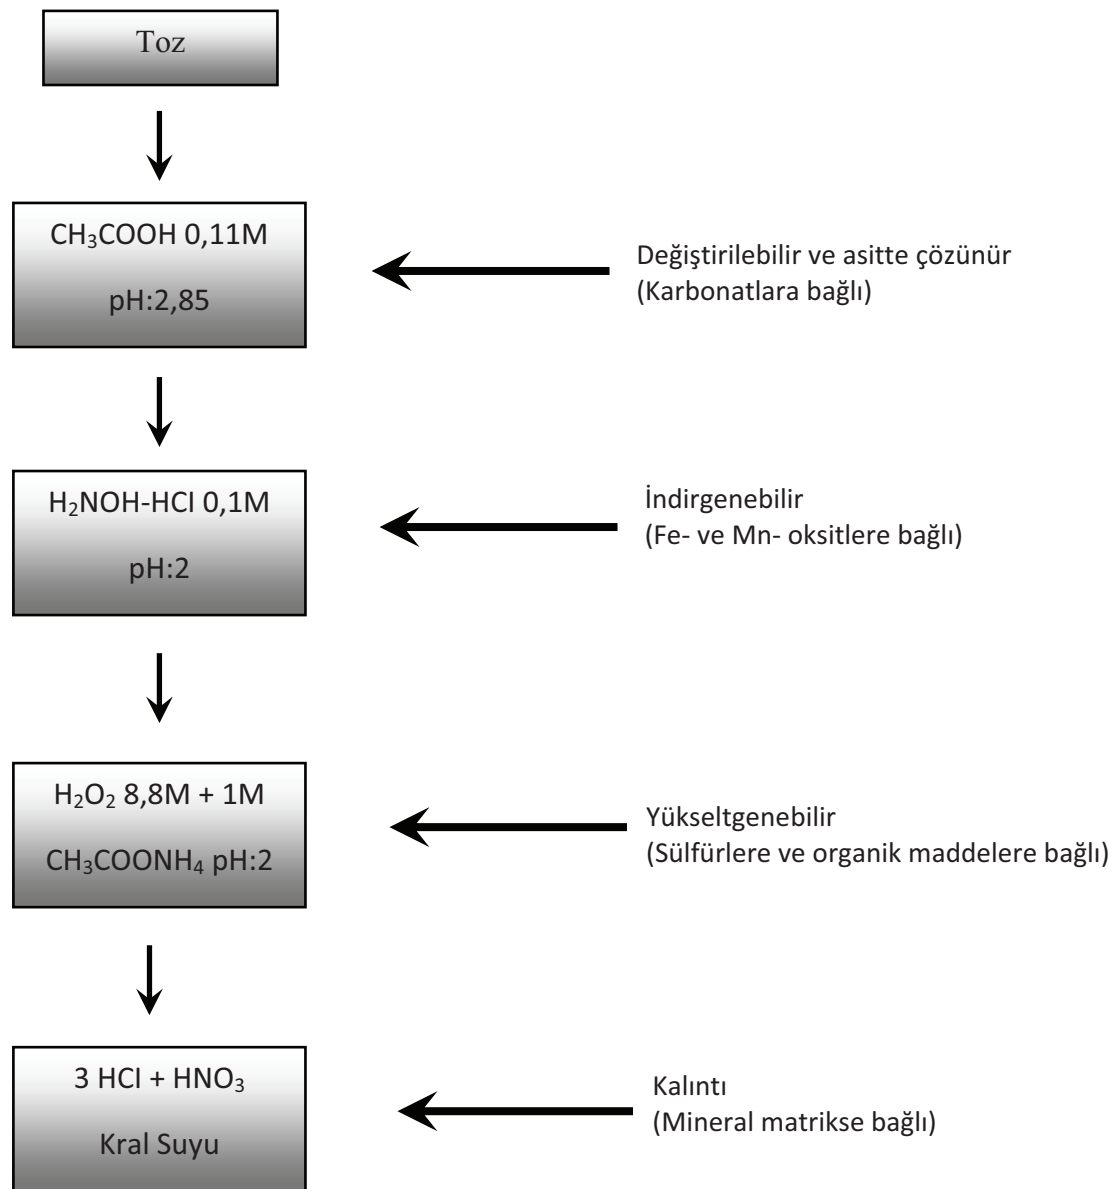 Toz
CH₃COOH 0,11M
pH:2,85
Değiştirilebilir ve asitte çözünür
(Karbonatlara bağlı)
H₂NOH-HCI 0,1M
pH:2
İndirgenebilir
(Fe- ve Mn- oksitlere bağlı)
H₂O₂ 8,8M + 1M
CH₃COONH₄ pH:2
Yükseltgenebilir
(Sülfürlere ve organik maddelere bağlı)
3 HCI + HNO₃
Kral Suyu
Kalıntı
(Mineral matrikse bağlı)